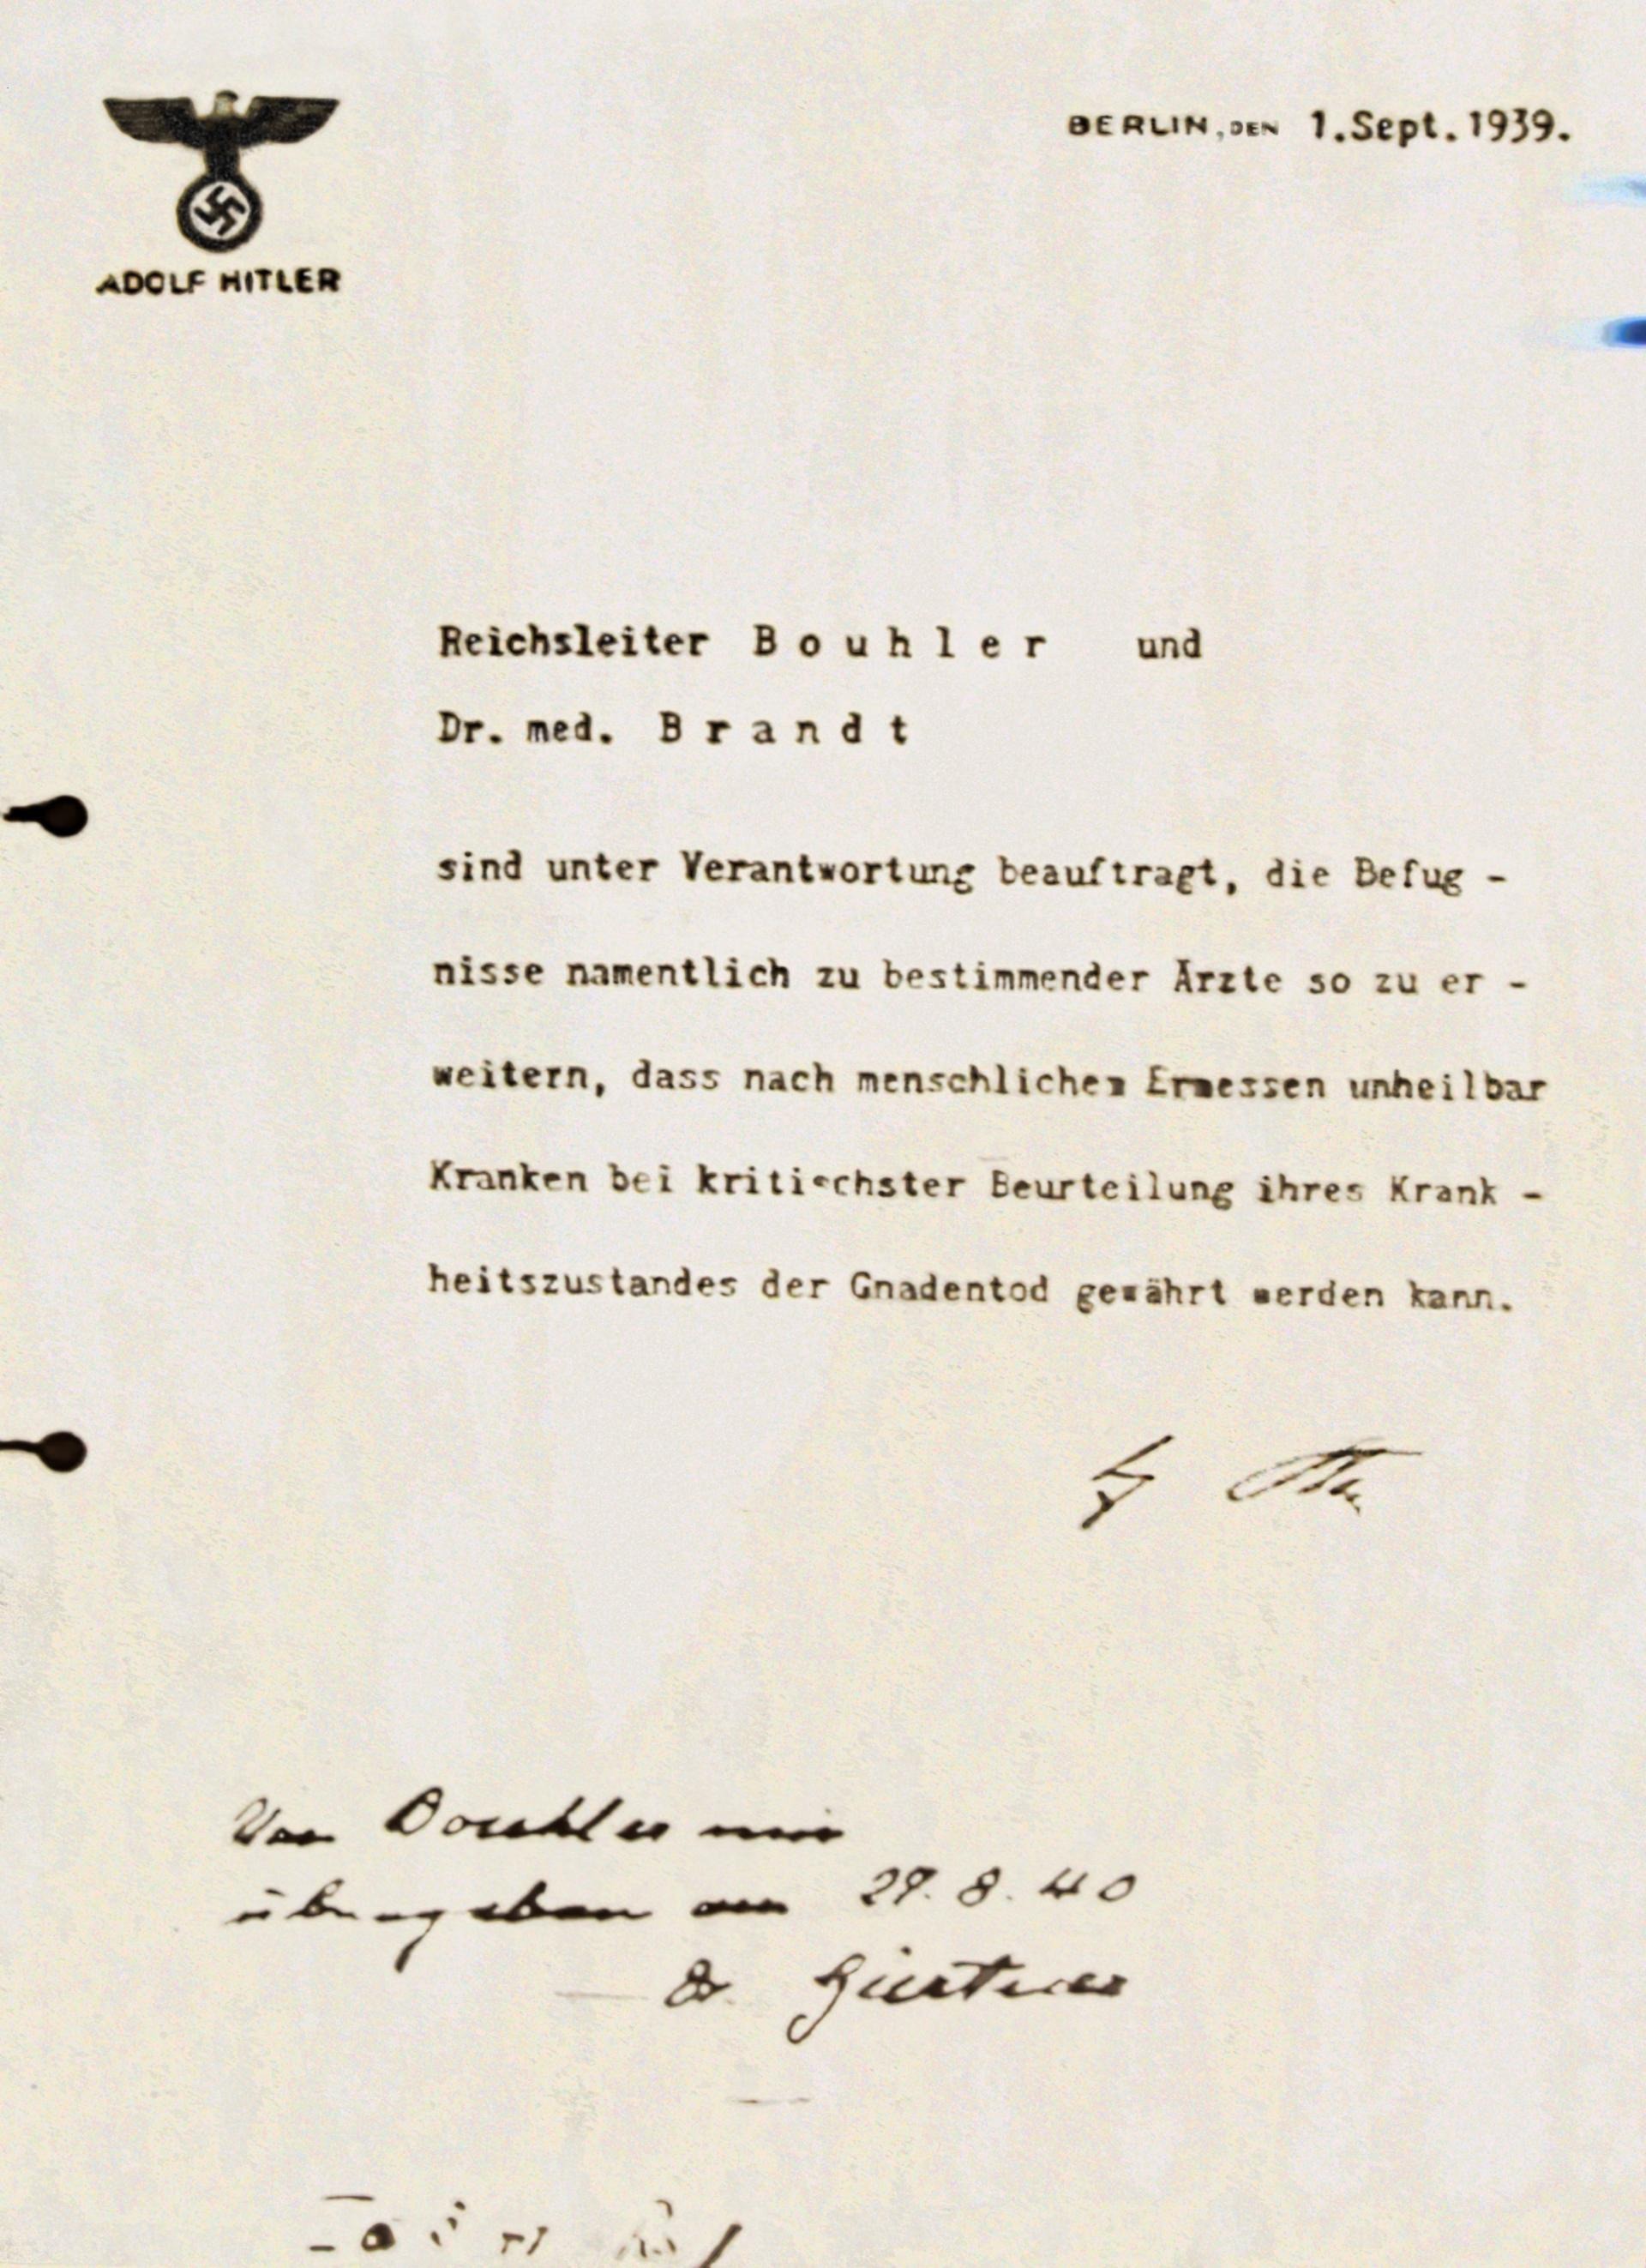 ADOLF HITLER
BERLIN, DEN 1.Sept.1939.
Reichsleiter Bouhler und
Dr. med. Brandt
sind unter Verantwortung beauftragt, die Befug -
nisse namentlich zu bestimmender Ärzte so zu er -
weitern, dass nach menschlichem Ermessen unheilbar
Kranken bei kritischster Beurteilung ihres Krank -
heitszustandes der Gnadentod gewährt werden kann.
Von Bouhler mir
übergeben am 27.8.40
Dr Gürtner